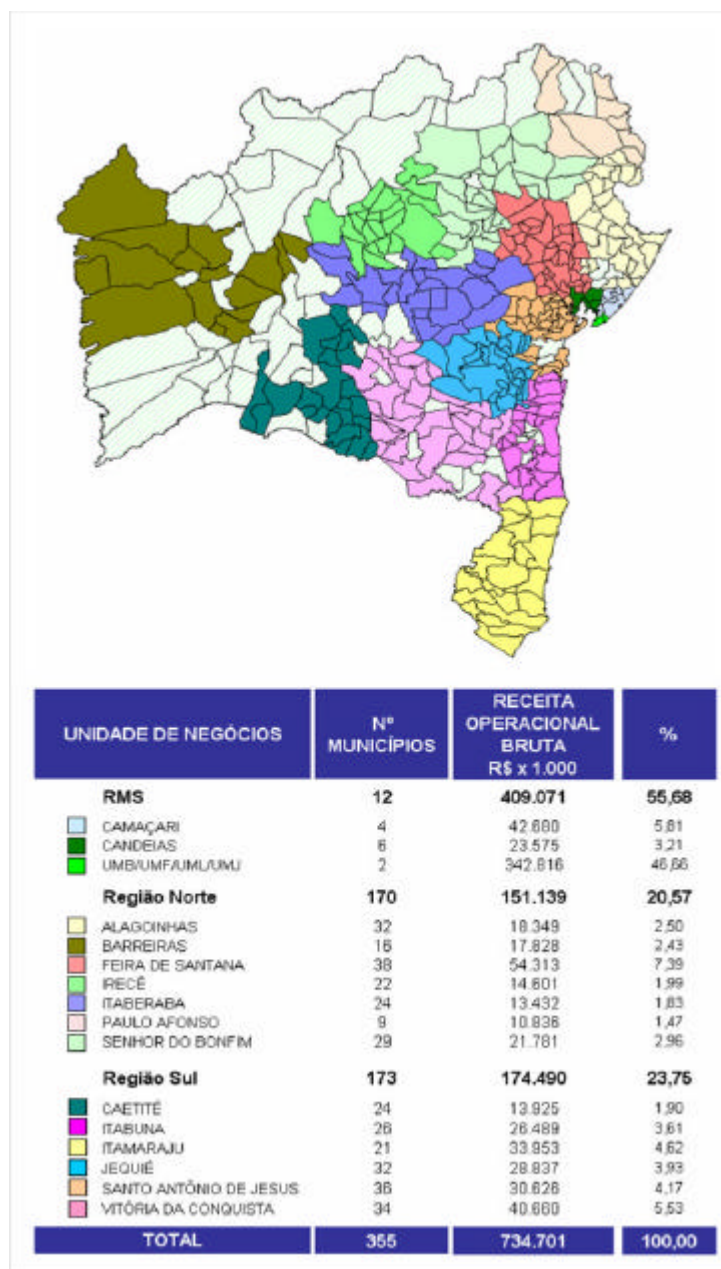 UNIDADE DE NEGÓCIOS Nº MUNICÍPIOS RECEITA OPERACIONAL BRUTA R$ x 1.000 %
RMS 12 409.071 55,68
CAMAÇARI 4 42.680 5,81
CANDEIAS 6 23.575 3,21
UMB/UMF/UML/UMJ 2 342.816 46,66
Região Norte 170 151.139 20,57
ALAGOINHAS 32 18.349 2,50
BARREIRAS 16 17.828 2,43
FEIRA DE SANTANA 38 54.313 7,39
IRECÊ 22 14.601 1,99
ITABERABA 24 13.432 1,83
PAULO AFONSO 9 10.836 1,47
SENHOR DO BONFIM 29 21.781 2,96
Região Sul 173 174.490 23,75
CAETITÉ 24 13.925 1,90
ITABUNA 26 26.489 3,61
ITAMARAJU 21 33.953 4,62
JEQUIÉ 32 28.837 3,93
SANTO ANTÔNIO DE JESUS 36 30.626 4,17
VITÓRIA DA CONQUISTA 34 40.660 5,53
TOTAL 355 734.701 100,00